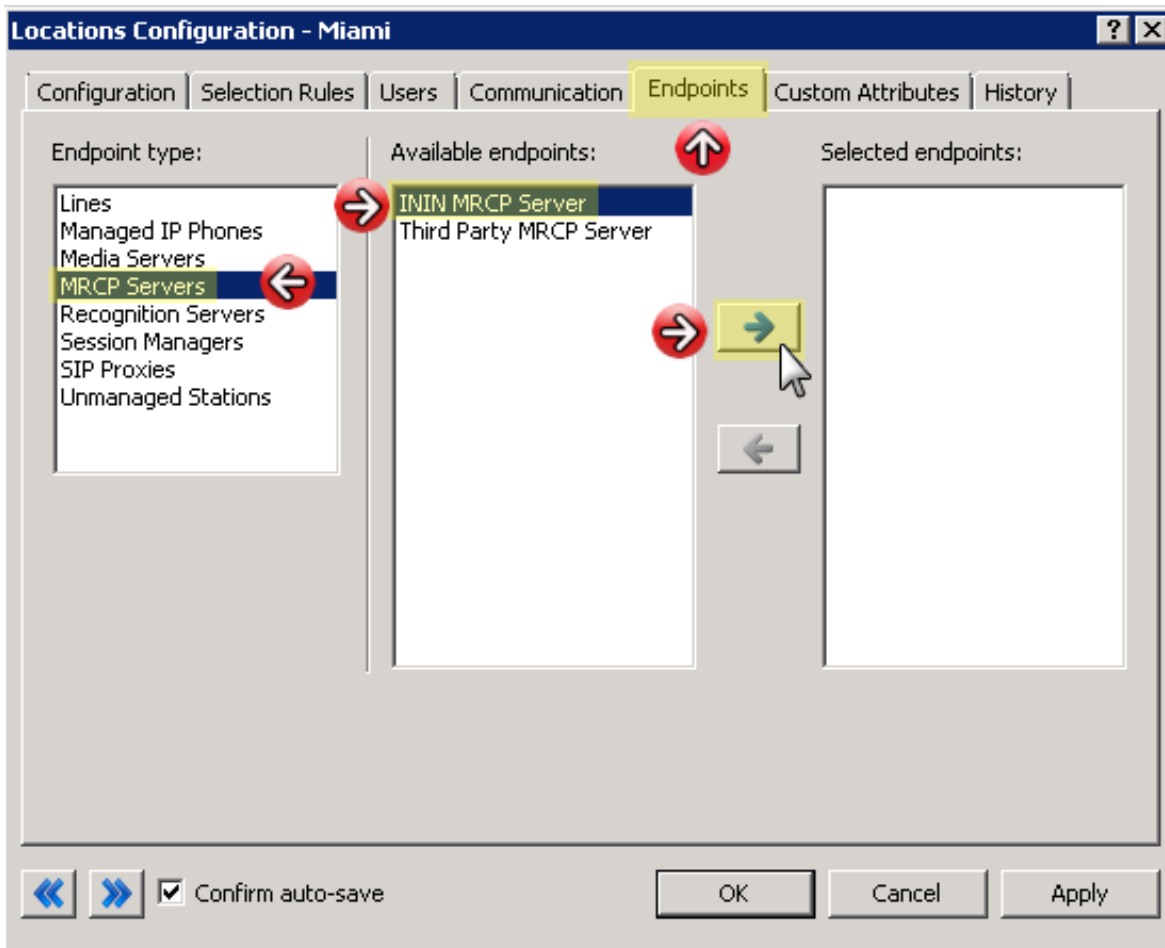 Locations Configuration - Miami
Configuration Selection Rules Users Communication Endpoints Custom Attributes History
Endpoint type:
Available endpoints:
Selected endpoints:
Lines
Managed IP Phones
Media Servers
MRCP Servers
Recognition Servers
Session Managers
SIP Proxies
Unmanaged Stations
ININ MRCP Server
Third Party MRCP Server
Confirm auto-save
OK
Cancel
Apply